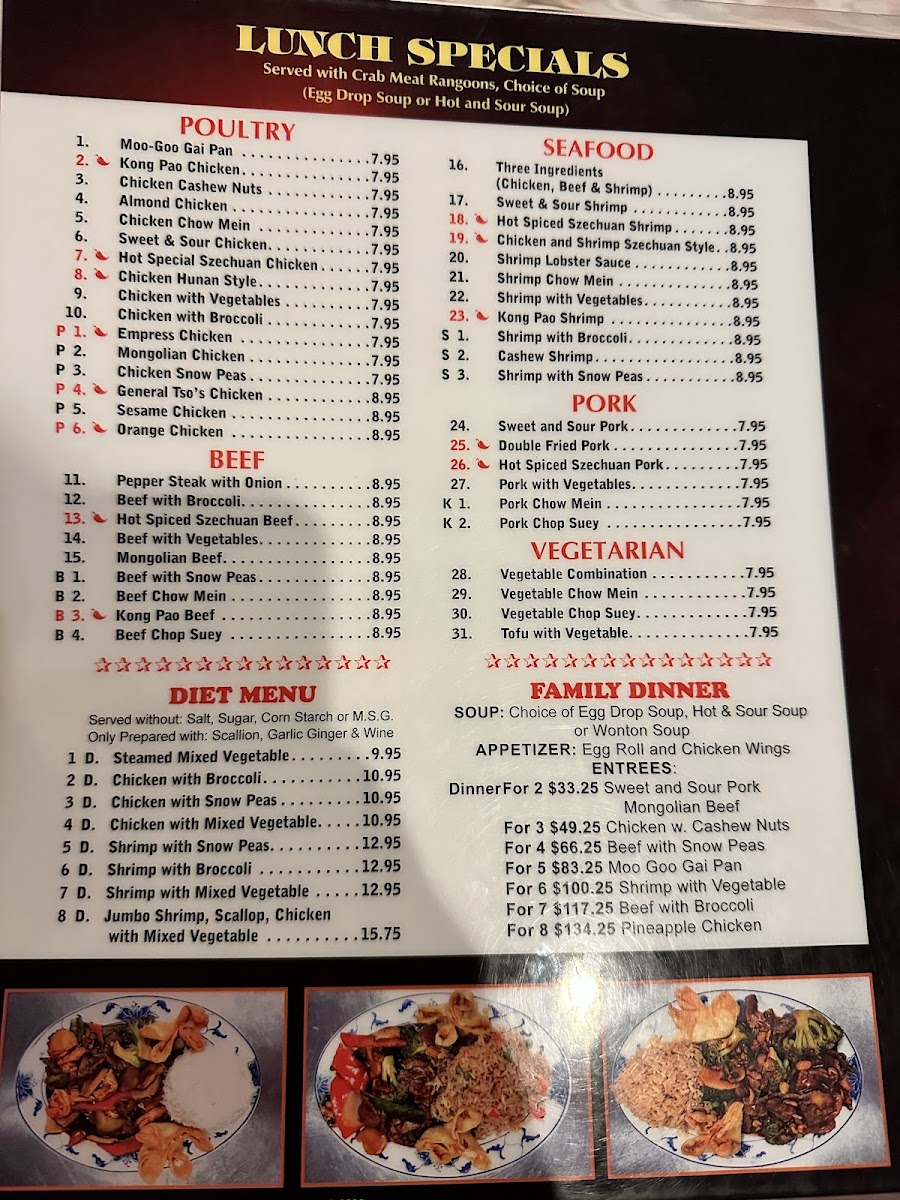 LUNCH SPECIALS
Served with Crab Meat Rangoons, Choice of Soup
(Egg Drop Soup or Hot and Sour Soup)
POULTRY
1. Moo-Goo Gai Pan ...............7.95
2. Kong Pao Chicken...............7.95
3. Chicken Cashew Nuts ............7.95
4. Almond Chicken ................7.95
5. Chicken Chow Mein .............7.95
6. Sweet & Sour Chicken............7.95
7. Hot Special Szechuan Chicken......7.95
8. Chicken Hunan Style.............7.95
9. Chicken with Vegetables ..........7.95
10. Chicken with Broccoli ............7.95
P 1. Empress Chicken ...............7.95
P 2. Mongolian Chicken ..............7.95
P 3. Chicken Snow Peas..............7.95
P 4. General Tso's Chicken ............8.95
P 5. Sesame Chicken ................8.95
P 6. Orange Chicken ................8.95
BEEF
11. Pepper Steak with Onion ..........8.95
12. Beef with Broccoli...............8.95
13. Hot Spiced Szechuan Beef.........8.95
14. Beef with Vegetables.............8.95
15. Mongolian Beef.................8.95
B 1. Beef with Snow Peas.............8.95
B 2. Beef Chow Mein ................8.95
B 3. Kong Pao Beef .................8.95
B 4. Beef Chop Suey ................8.95
SEAFOOD
16. Three Ingredients
(Chicken, Beef & Shrimp) .........8.95
17. Sweet & Sour Shrimp ............8.95
18. Hot Spiced Szechuan Shrimp .......8.95
19. Chicken and Shrimp Szechuan Style..8.95
20. Shrimp Lobster Sauce ............8.95
21. Shrimp Chow Mein ..............8.95
22. Shrimp with Vegetables...........8.95
23. Kong Pao Shrimp ...............8.95
S 1. Shrimp with Broccoli.............8.95
S 2. Cashew Shrimp.................8.95
S 3. Shrimp with Snow Peas...........8.95
PORK
24. Sweet and Sour Pork.............7.95
25. Double Fried Pork ...............7.95
26. Hot Spiced Szechuan Pork.........7.95
27. Pork with Vegetables.............7.95
K 1. Pork Chow Mein ................7.95
K 2. Pork Chop Suey ................7.95
VEGETARIAN
28. Vegetable Combination ...........7.95
29. Vegetable Chow Mein ............7.95
30. Vegetable Chop Suey.............7.95
31. Tofu with Vegetable..............7.95
DIET MENU
Served without: Salt, Sugar, Corn Starch or M.S.G.
Only Prepared with: Scallion, Garlic Ginger & Wine
1 D. Steamed Mixed Vegetable.........9.95
2 D. Chicken with Broccoli............10.95
3 D. Chicken with Snow Peas .........10.95
4 D. Chicken with Mixed Vegetable.....10.95
5 D. Shrimp with Snow Peas..........12.95
6 D. Shrimp with Broccoli ...........12.95
7 D. Shrimp with Mixed Vegetable .....12.95
8 D. Jumbo Shrimp, Scallop, Chicken
with Mixed Vegetable ..........15.75
FAMILY DINNER
SOUP: Choice of Egg Drop Soup, Hot & Sour Soup
or Wonton Soup
APPETIZER: Egg Roll and Chicken Wings
ENTREES:
DinnerFor 2 $33.25 Sweet and Sour Pork
Mongolian Beef
For 3 $49.25 Chicken w. Cashew Nuts
For 4 $66.25 Beef with Snow Peas
For 5 $83.25 Moo Goo Gai Pan
For 6 $100.25 Shrimp with Vegetable
For 7 $117.25 Beef with Broccoli
For 8 $134.25 Pineapple Chicken